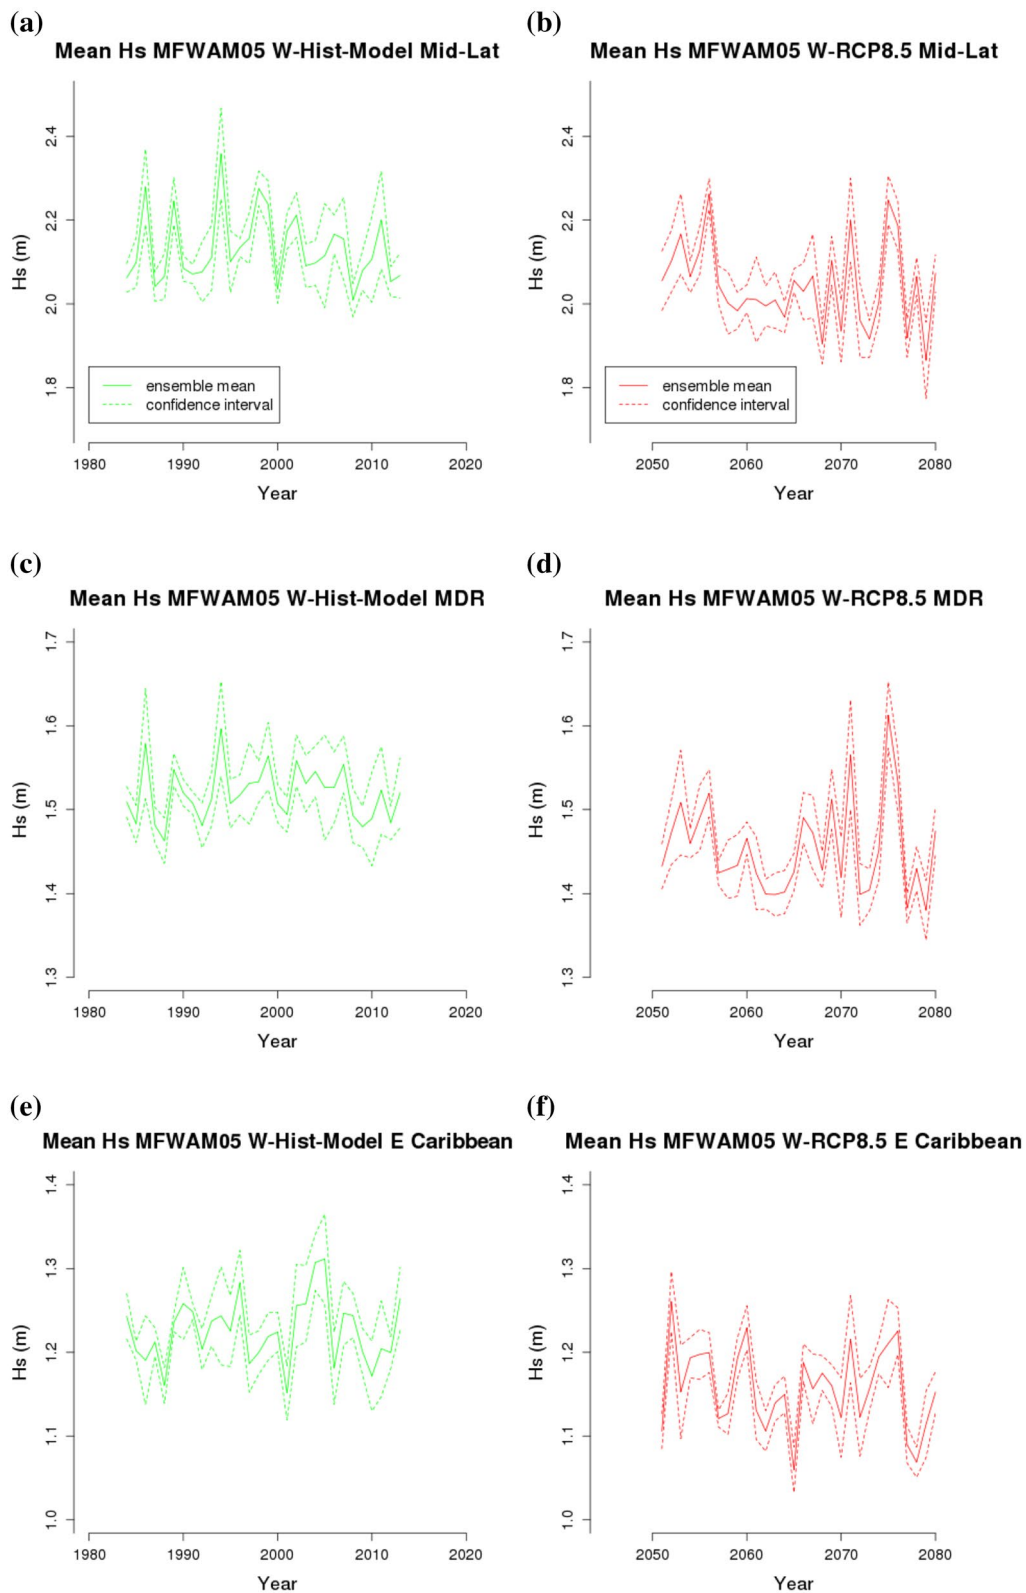 (a)
Mean Hs MFWAM05 W-Hist-Model Mid-Lat
Hs (m)
2.4
2.2
2.0
1.8
ensemble mean
confidence interval
1980 1990 2000 2010 2020
Year
(b)
Mean Hs MFWAM05 W-RCP8.5 Mid-Lat
Hs (m)
2.4
2.2
2.0
1.8
ensemble mean
confidence interval
2050 2060 2070 2080
Year
(c)
Mean Hs MFWAM05 W-Hist-Model MDR
Hs (m)
1.7
1.6
1.5
1.4
1.3
1980 1990 2000 2010 2020
Year
(d)
Mean Hs MFWAM05 W-RCP8.5 MDR
Hs (m)
1.7
1.6
1.5
1.4
1.3
2050 2060 2070 2080
Year
(e)
Mean Hs MFWAM05 W-Hist-Model E Caribbean
Hs (m)
1.4
1.3
1.2
1.1
1.0
1980 1990 2000 2010 2020
Year
(f)
Mean Hs MFWAM05 W-RCP8.5 E Caribbean
Hs (m)
1.4
1.3
1.2
1.1
1.0
2050 2060 2070 2080
Year